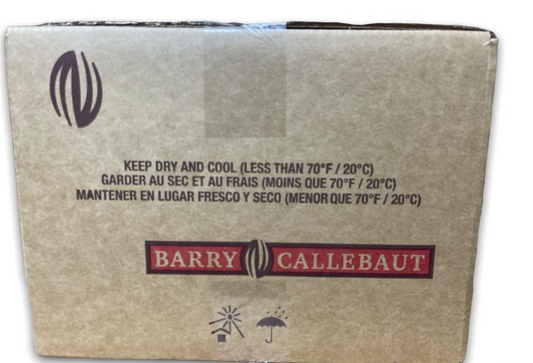 KEEP DRY AND COOL (LESS THAN 70°F / 20°C)
GARDER AU SEC ET AU FRAIS (MOINS QUE 70°F / 20°C)
MANTENER EN LUGAR FRESCO Y SECO (MENOR QUE 70°F / 20°C)
BARRY CALLEBAUT